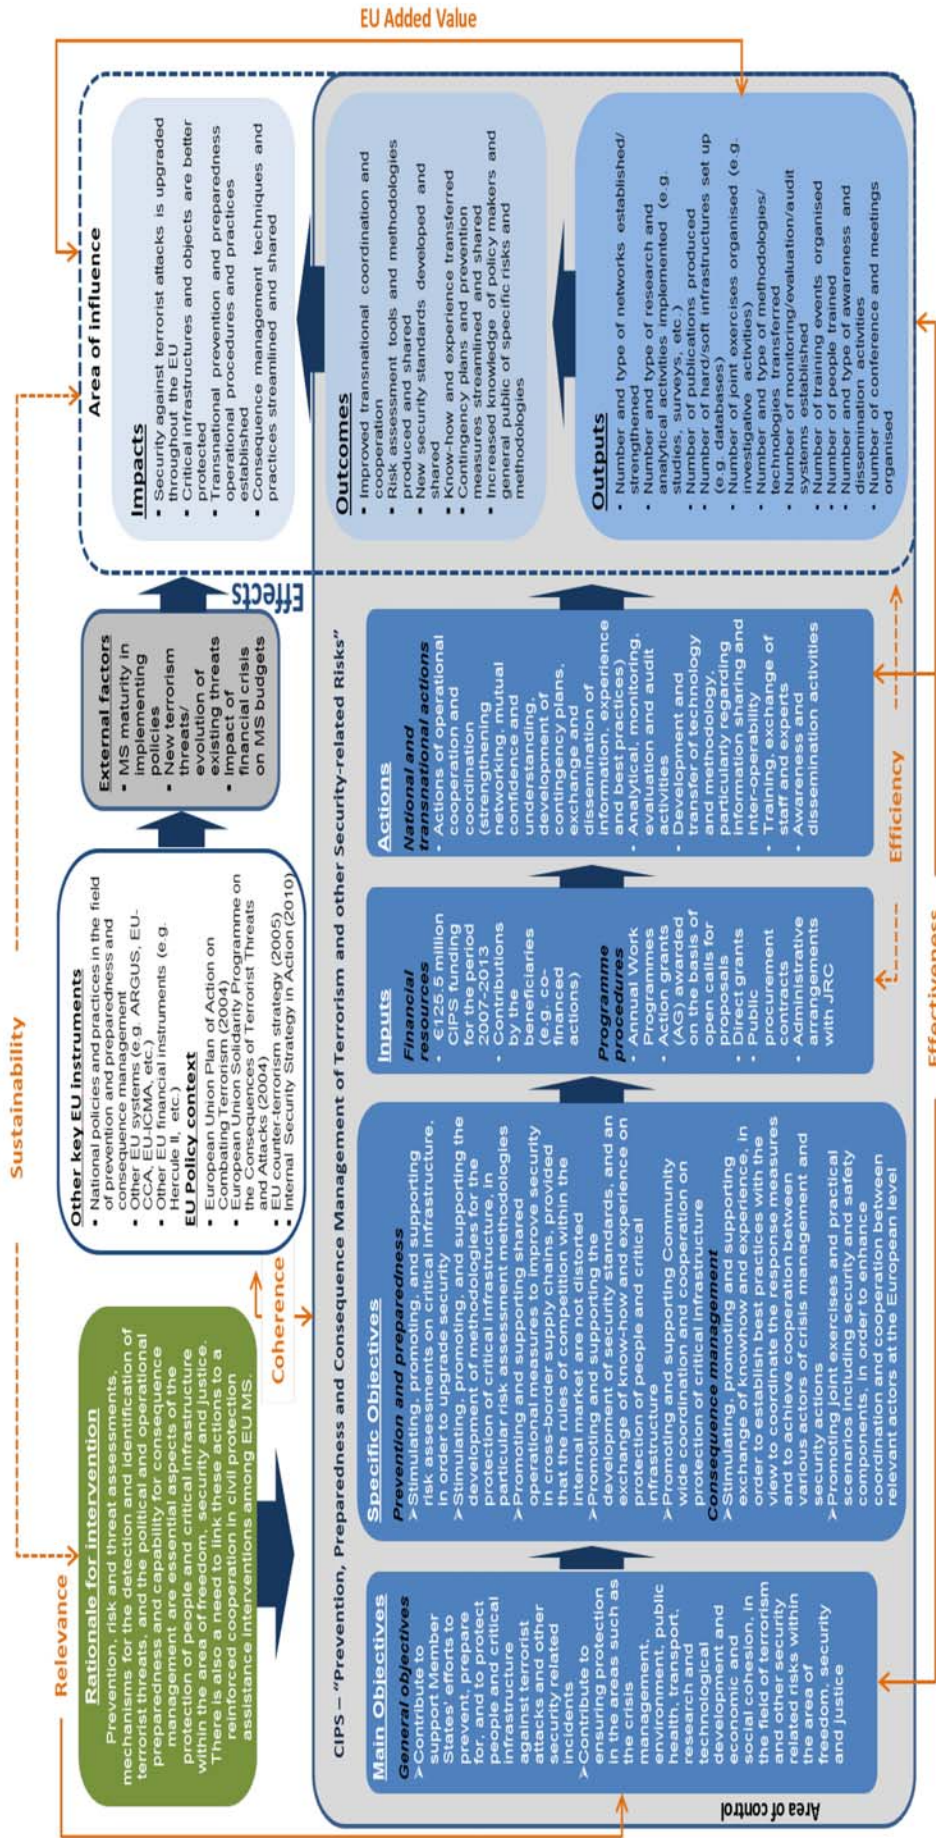 Sustainability
Relevance
Rationale for intervention
Prevention, risk and threat assessments,
mechanisms for the detection and identification of
terrorist threats, and the political and operational
preparedness and capability for consequence
management are essential aspects of the
protection of people and critical infrastructure
within the area of freedom, security and justice.
There is also a need to link these actions to a
reinforced cooperation in civil protection
assistance interventions among EU MS.
Coherence
Other key EU instruments
▪ National policies and practices in the field
of prevention and preparedness and
consequence management
▪ Other EU systems (e.g. ARGUS, EU-
CCA, EU-ICMA, etc.)
▪ Other EU financial instruments (e.g.
Hercule II, etc.)
EU Policy context
▪ European Union Plan of Action on
Combating Terrorism (2004)
▪ European Union Solidarity Programme on
the Consequences of Terrorist Threats
and Attacks (2004)
▪ EU counter-terrorism strategy (2005)
▪ Internal Security Strategy in Action (2010)
External factors
• MS maturity in
implementing
policies
• New terrorism
threats/
evolution of
existing threats
• Impact of
financial crisis
on MS budgets
Effects
Area of influence
Impacts
▪ Security against terrorist attacks is upgraded
throughout the EU
▪ Critical infrastructures and objects are better
protected
▪ Transnational prevention and preparedness
operational procedures and practices
established
▪ Consequence management techniques and
practices streamlined and shared
EU Added Value
CIPS – “Prevention, Preparedness and Consequence Management of Terrorism and other Security-related Risks”
Area of control
Main Objectives
General objectives
➢Contribute to
support Member
States' efforts to
prevent, prepare
for, and to protect
people and critical
infrastructure
against terrorist
attacks and other
security related
incidents
➢Contribute to
ensuring protection
in the areas such as
the crisis
management,
environment, public
health, transport,
research and
technological
development and
economic and
social cohesion, in
the field of terrorism
and other security
related risks within
the area of
freedom, security
and justice
Specific Objectives
Prevention and preparedness
➢Stimulating, promoting, and supporting
risk assessments on critical infrastructure,
in order to upgrade security
➢Stimulating, promoting, and supporting the
development of methodologies for the
protection of critical infrastructure, in
particular risk assessment methodologies
➢Promoting and supporting shared
operational measures to improve security
in cross-border supply chains, provided
that the rules of competition within the
internal market are not distorted
➢Promoting and supporting the
development of security standards, and an
exchange of know-how and experience on
protection of people and critical
infrastructure
➢Promoting and supporting Community
wide coordination and cooperation on
protection of critical infrastructure
Consequence management
➢Stimulating, promoting and supporting
exchange of knowhow and experience, in
order to establish best practices with the
view to coordinate the response measures
and to achieve cooperation between
various actors of crisis management and
security actions
➢Promoting joint exercises and practical
scenarios including security and safety
components, in order to enhance
coordination and cooperation between
relevant actors at the European level
Inputs
Financial
resources
• €125.5 million
CIPS funding
for the period
2007-2013
• Contributions
by the
beneficiaries
(e.g. co-
financed
actions)
Programme
procedures
• Annual Work
Programmes
• Action grants
(AG) awarded
on the basis of
open calls for
proposals
• Direct grants
• Public
procurement
contracts
• Administrative
arrangements
with JRC
Actions
National and
transnational actions
• Actions of operational
cooperation and
coordination
(strengthening
networking, mutual
confidence and
understanding,
development of
contingency plans,
exchange and
dissemination of
information, experience
and best practices)
• Analytical, monitoring,
evaluation and audit
activities
• Development and
transfer of technology
and methodology,
particularly regarding
information sharing and
inter-operability
• Training, exchange of
staff and experts
• Awareness and
dissemination activities
Outcomes
▪ Improved transnational coordination and
cooperation
▪ Risk assessment tools and methodologies
produced and shared
▪ New security standards developed and
shared
▪ Know-how and experience transferred
▪ Contingency plans and prevention
measures streamlined and shared
▪ Increased knowledge of policy makers and
general public of specific risks and
methodologies
Outputs
▪ Number and type of networks established/
strengthened
▪ Number and type of research and
analytical activities implemented (e.g.
studies, surveys, etc.)
▪ Number of publications produced
▪ Number of hard/soft infrastructures set up
(e.g. databases)
▪ Number of joint exercises organised (e.g.
investigative activities)
▪ Number and type of methodologies/
technologies transferred
▪ Number of monitoring/evaluation/audit
systems established
▪ Number of training events organised
▪ Number of people trained
▪ Number and type of awareness and
dissemination activities
▪ Number of conference and meetings
organised
Efficiency
Effectiveness